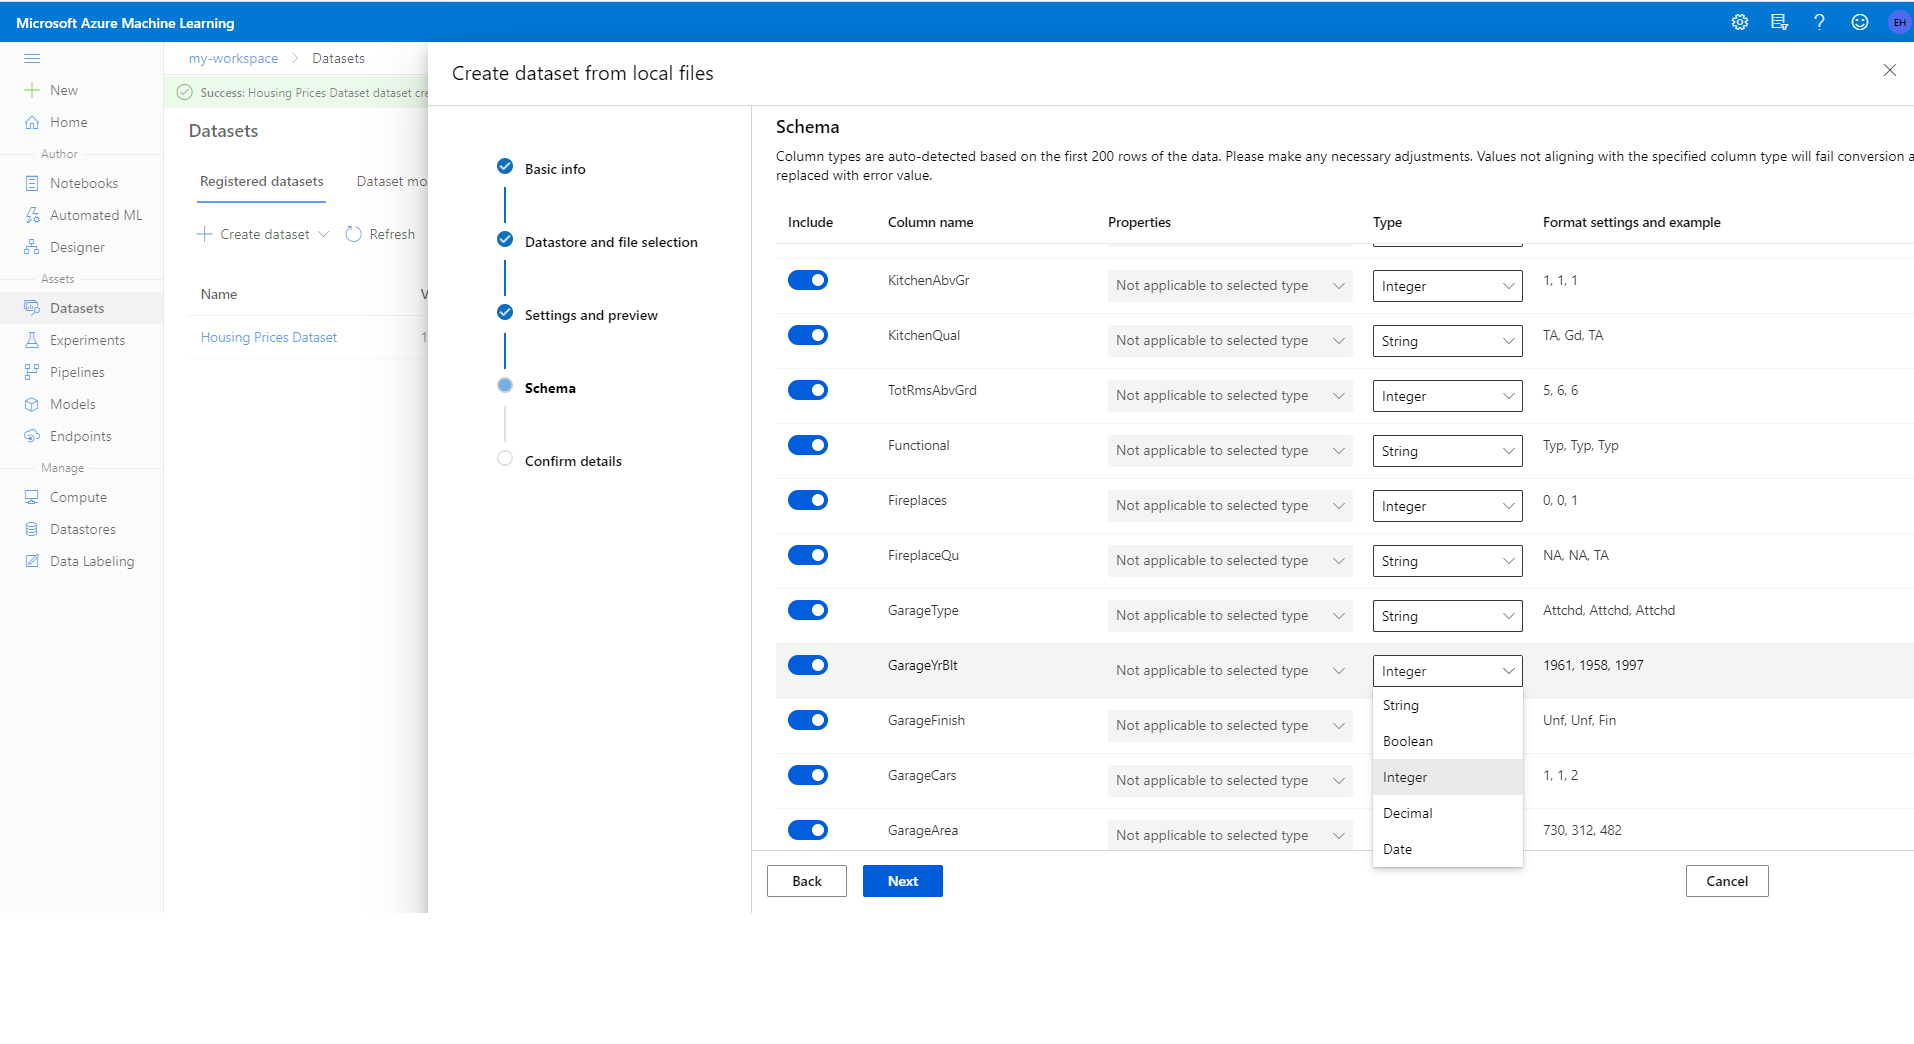 Microsoft Azure Machine Learning
EH
New
Home
Author
Notebooks
Automated ML
Designer
Assets
Datasets
Experiments
Pipelines
Models
Endpoints
Manage
Compute
Datastores
Data Labeling
my-workspace > Datasets
Success: Housing Prices Dataset dataset cre
Datasets
Registered datasets Dataset mo
Create dataset Refresh
Name V
Housing Prices Dataset 1
Create dataset from local files
Basic info
Datastore and file selection
Settings and preview
Schema
Confirm details
Schema
Column types are auto-detected based on the first 200 rows of the data. Please make any necessary adjustments. Values not aligning with the specified column type will fail conversion a
replaced with error value.
Include Column name Properties Type Format settings and example
KitchenAbvGr Not applicable to selected type Integer 1, 1, 1
KitchenQual Not applicable to selected type String TA, Gd, TA
TotRmsAbvGrd Not applicable to selected type Integer 5, 6, 6
Functional Not applicable to selected type String Typ, Typ, Typ
Fireplaces Not applicable to selected type Integer 0, 0, 1
FireplaceQu Not applicable to selected type String NA, NA, TA
GarageType Not applicable to selected type String Attchd, Attchd, Attchd
GarageYrBlt Not applicable to selected type Integer 1961, 1958, 1997
String
GarageFinish Not applicable to selected type Unf, Unf, Fin
Boolean
GarageCars Not applicable to selected type Integer 1, 1, 2
Decimal
GarageArea Not applicable to selected type 730, 312, 482
Date
Back Next Cancel